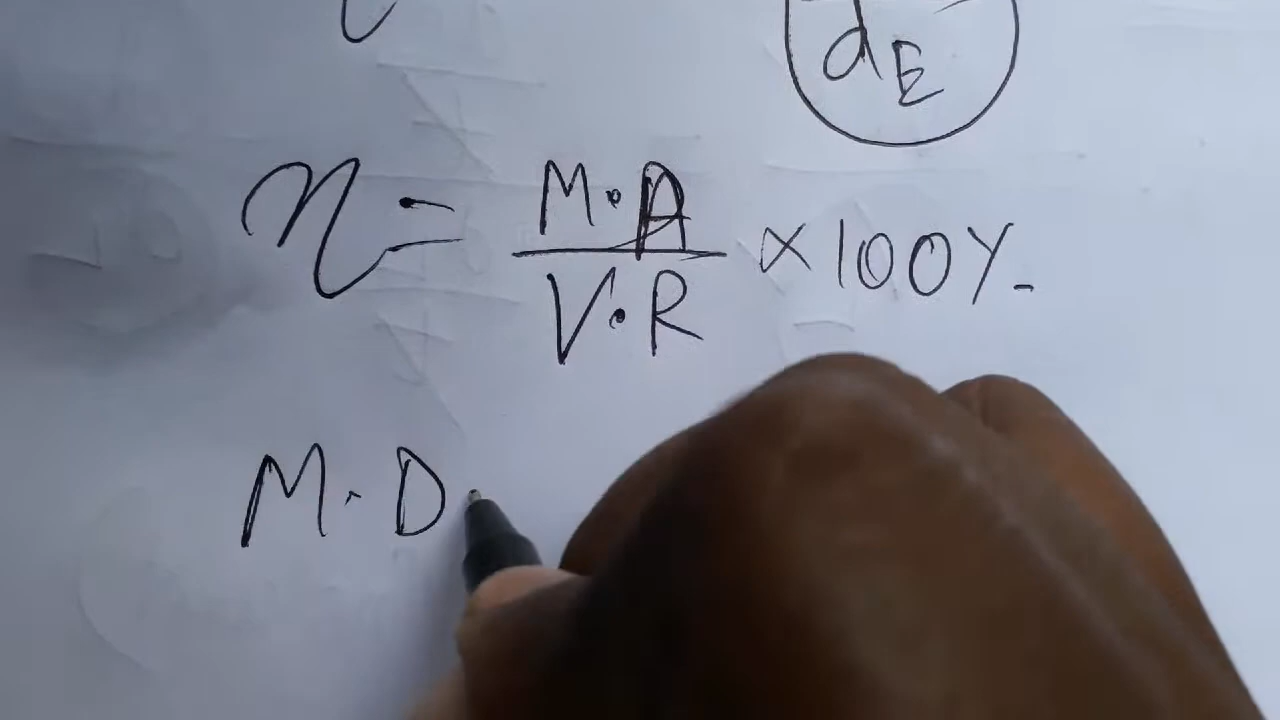 d_E
η = M·A / V·R × 100%
M·D